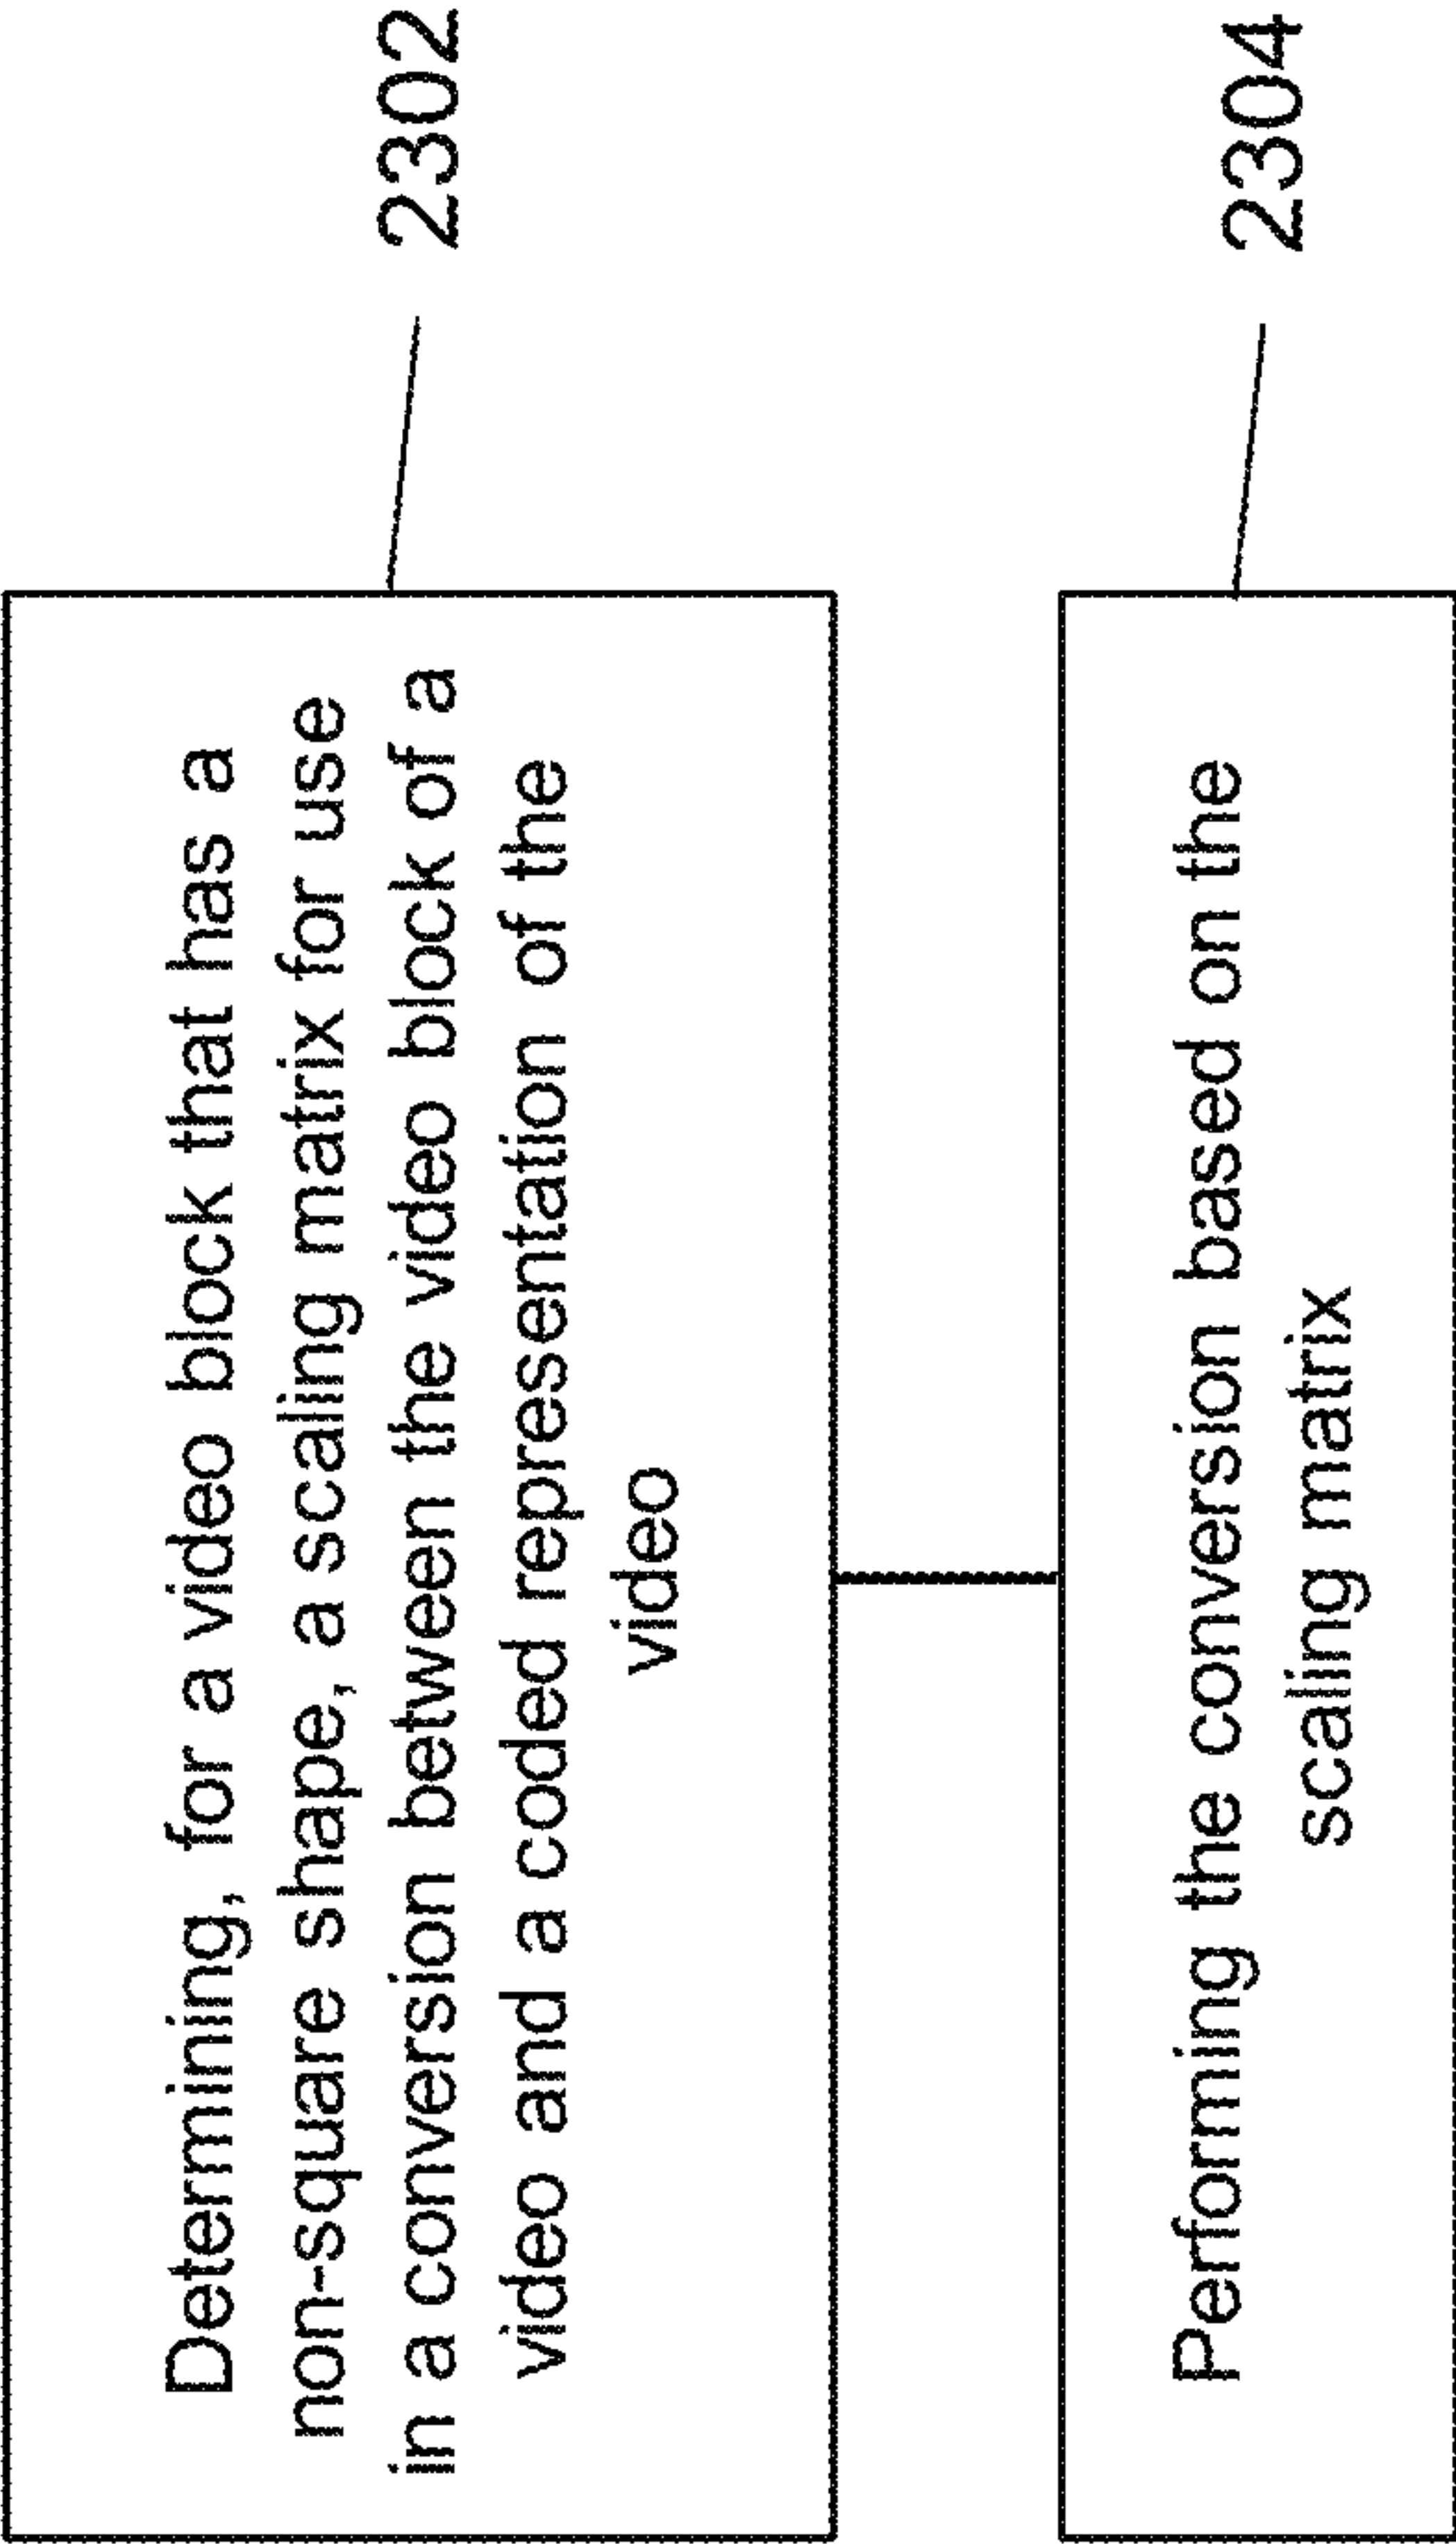 Determining, for a video block that has a
non-square shape, a scaling matrix for use
in a conversion between the video block of a
video and a coded representation of the
video
2302
Performing the conversion based on the
scaling matrix
2304